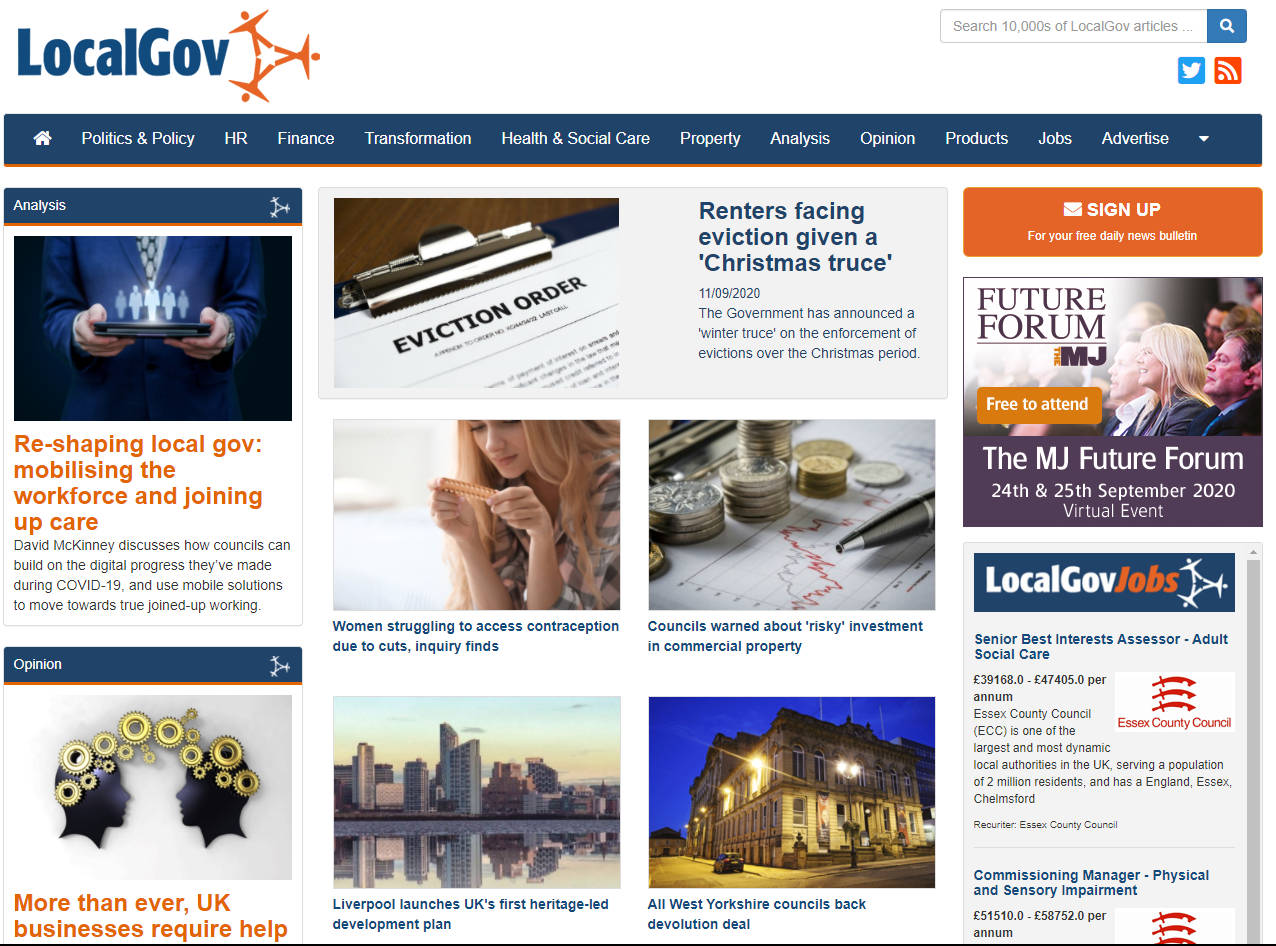 LocalGov
Search 10,000s of LocalGov articles ...
Politics & Policy HR Finance Transformation Health & Social Care Property Analysis Opinion Products Jobs Advertise
Analysis
Re-shaping local gov:
mobilising the
workforce and joining
up care
David McKinney discusses how councils can
build on the digital progress they've made
during COVID-19, and use mobile solutions
to move towards true joined-up working.
Opinion
More than ever, UK
businesses require help
EVICTION ORDER
Renters facing
eviction given a
'Christmas truce'
11/09/2020
The Government has announced a
'winter truce' on the enforcement of
evictions over the Christmas period.
Women struggling to access contraception
due to cuts, inquiry finds
Councils warned about 'risky' investment
in commercial property
Liverpool launches UK's first heritage-led
development plan
All West Yorkshire councils back
devolution deal
SIGN UP
For your free daily news bulletin
FUTURE
FORUM
THE MJ
Free to attend
The MJ Future Forum
24th & 25th September 2020
Virtual Event
LocalGovJobs
Senior Best Interests Assessor - Adult
Social Care
£39168.0 - £47405.0 per
annum
Essex County Council
Essex County Council
(ECC) is one of the
largest and most dynamic
local authorities in the UK, serving a population
of 2 million residents, and has a England, Essex,
Chelmsford
Recuriter: Essex County Council
Commissioning Manager - Physical
and Sensory Impairment
£51510.0 - £58752.0 per
annum